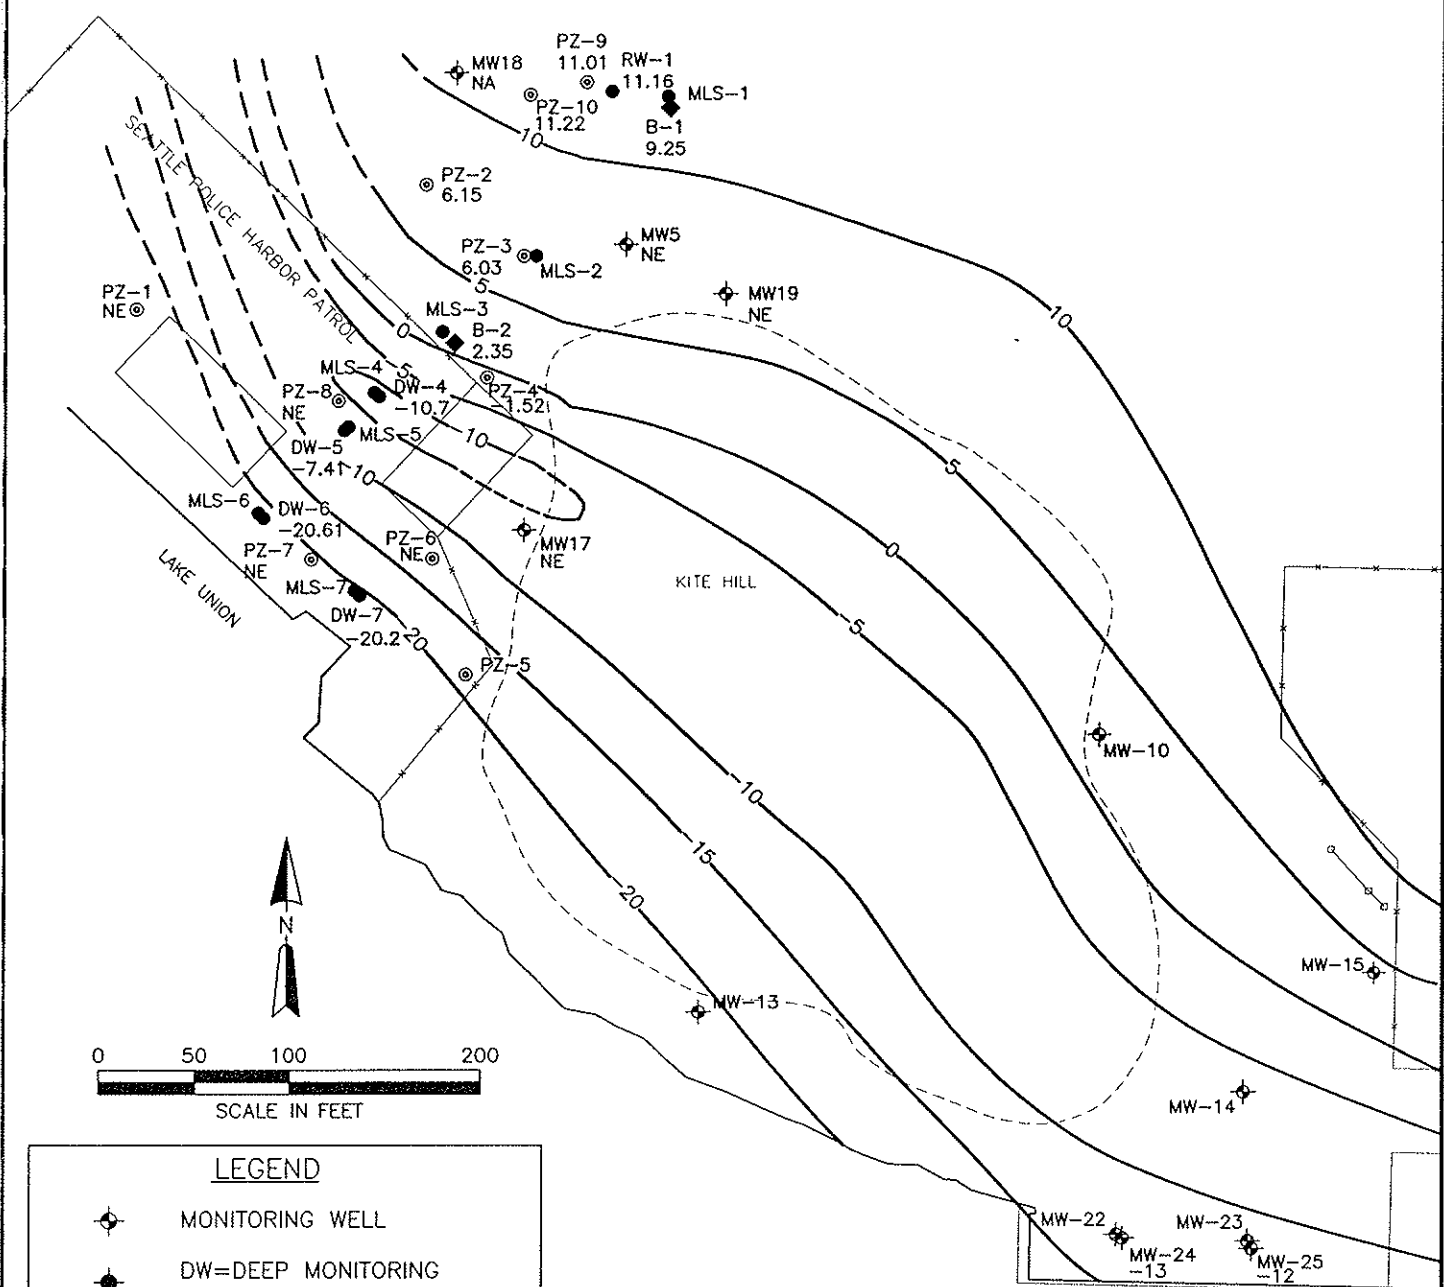 PZ-9
11.01
MW18
NA
RW-1
11.16
MLS-1
PZ-10
11.22
B-1
9.25
10
SEATTLE POLICE HARBOR PATROL
PZ-2
6.15
MW5
NE
PZ-3
6.03
MLS-2
5
PZ-1
NE
MW19
NE
10
MLS-3
B-2
2.35
0
MLS-4
-5
DW-4
-10.7
PZ-4
-1.52
PZ-8
NE
MLS-5
DW-5
-7.41
-10
-10
5
MLS-6
DW-6
-20.61
PZ-7
NE
PZ-6
NE
MW17
NE
0
LAKE UNION
MLS-7
DW-7
-20.2
-20
KITE HILL
-5
PZ-5
MW-10
-10
-15
-20
N
MW-15
MW-13
0 50 100 200
SCALE IN FEET
MW-14
LEGEND
MONITORING WELL
DW=DEEP MONITORING
MW-22
MW-24
-13
MW-23
MW-25
-12